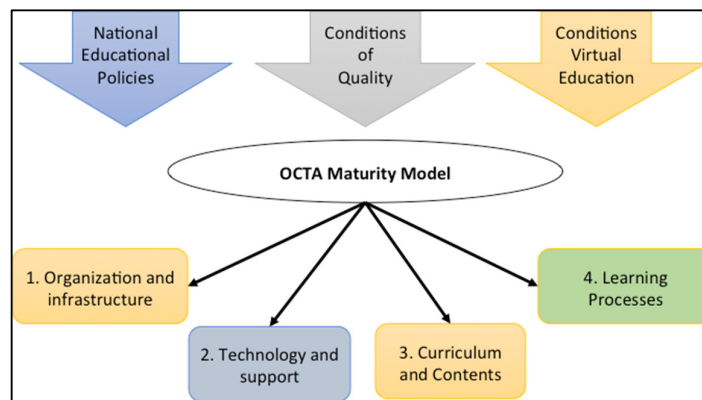 National
Educational
Policies
Conditions
of
Quality
Conditions
Virtual
Education
OCTA Maturity Model
1. Organization and
infrastructure
2. Technology and
support
3. Curriculum
and Contents
4. Learning
Processes